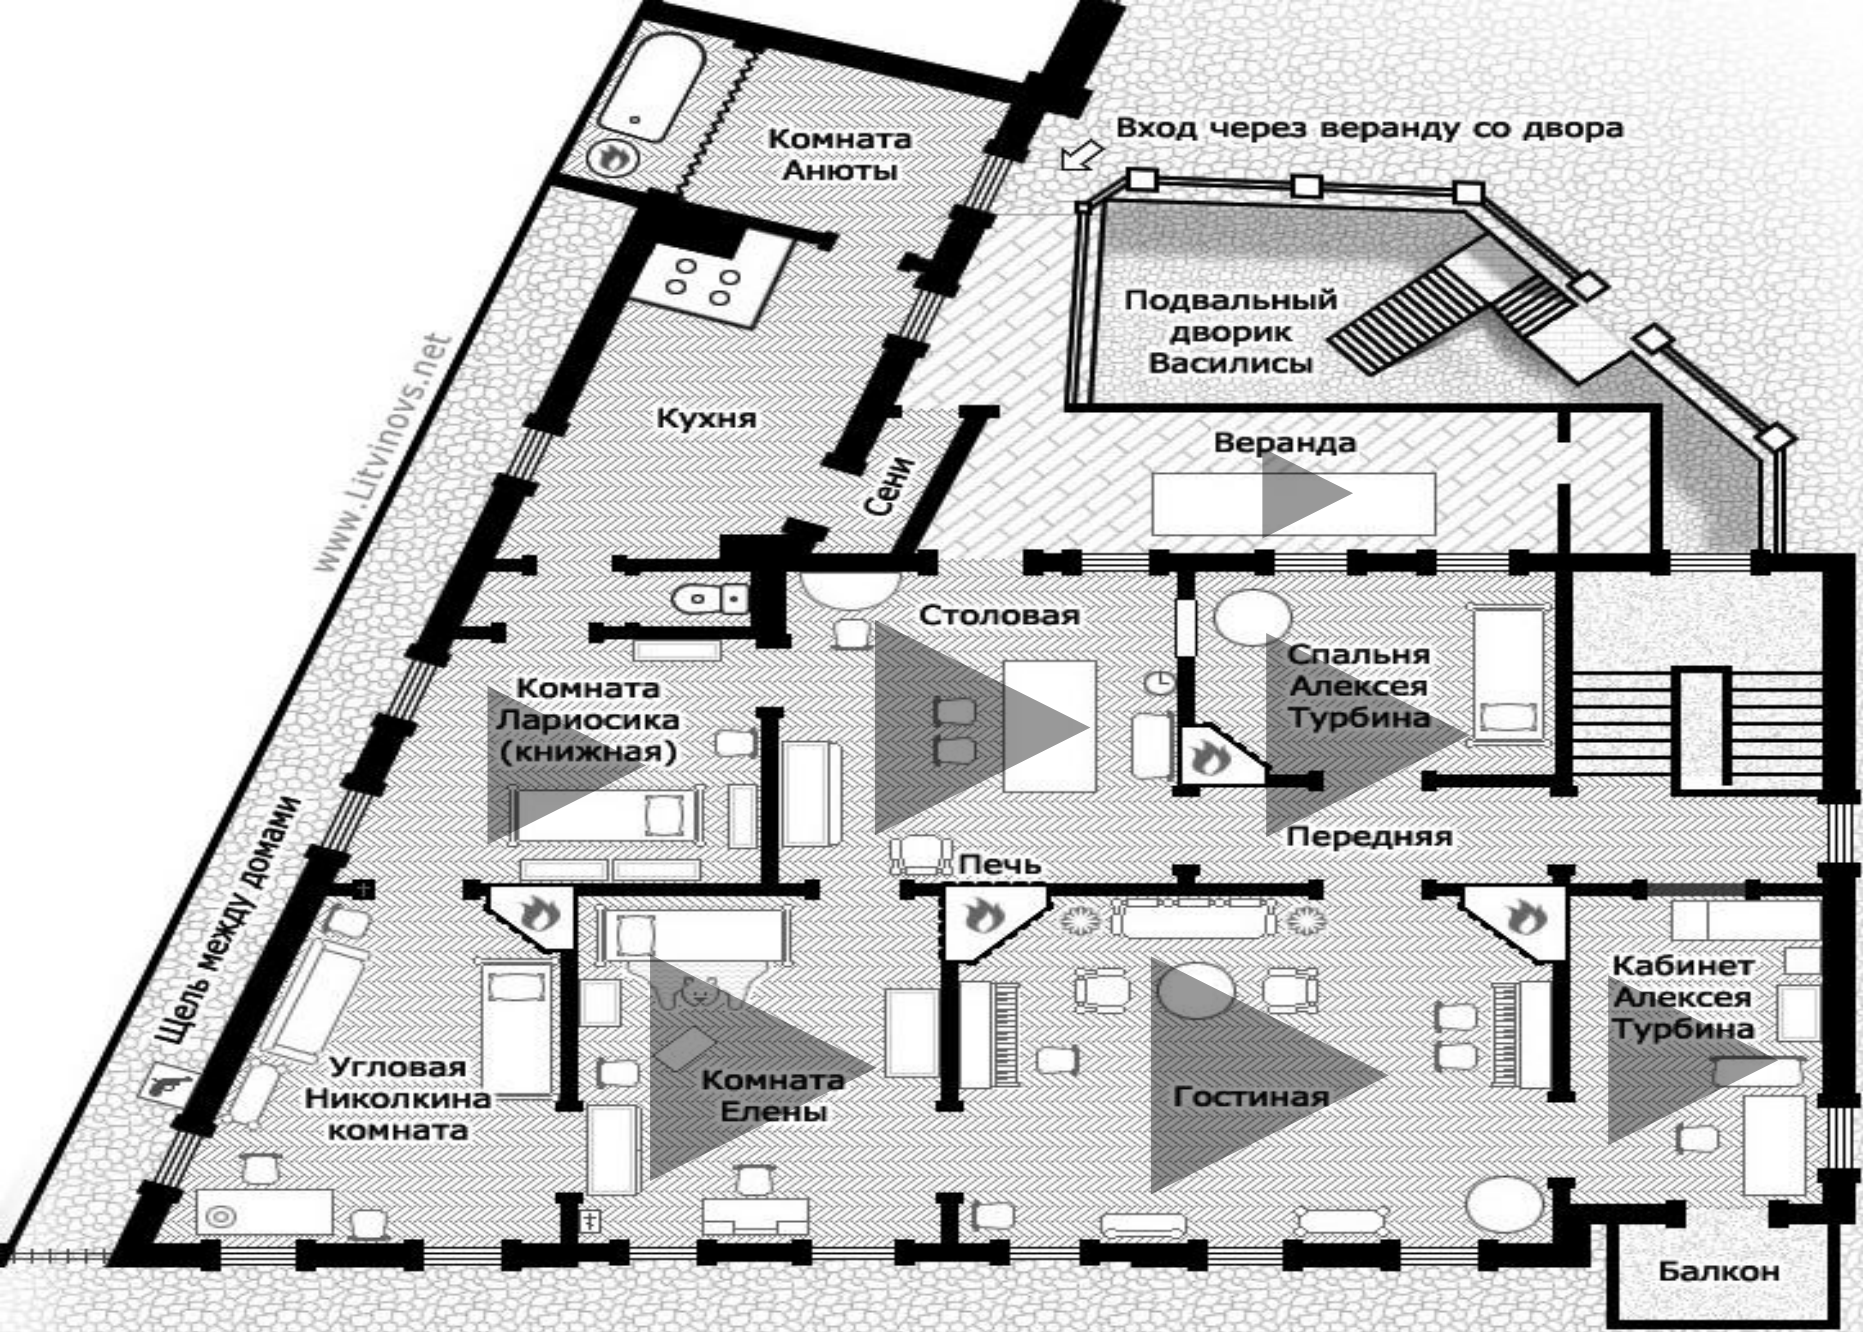 Комната
Анюты
Вход через веранду со двора
Подвальный
дворик
Василисы
www.Litvinovs.net
Кухня
Сени
Веранда
Столовая
Спальня
Алексея
Турбина
Комната
Лариосика
(книжная)
Передняя
Печь
Щель между домами
Кабинет
Алексея
Турбина
Угловая
Николкина
комната
Комната
Елены
Гостиная
Балкон